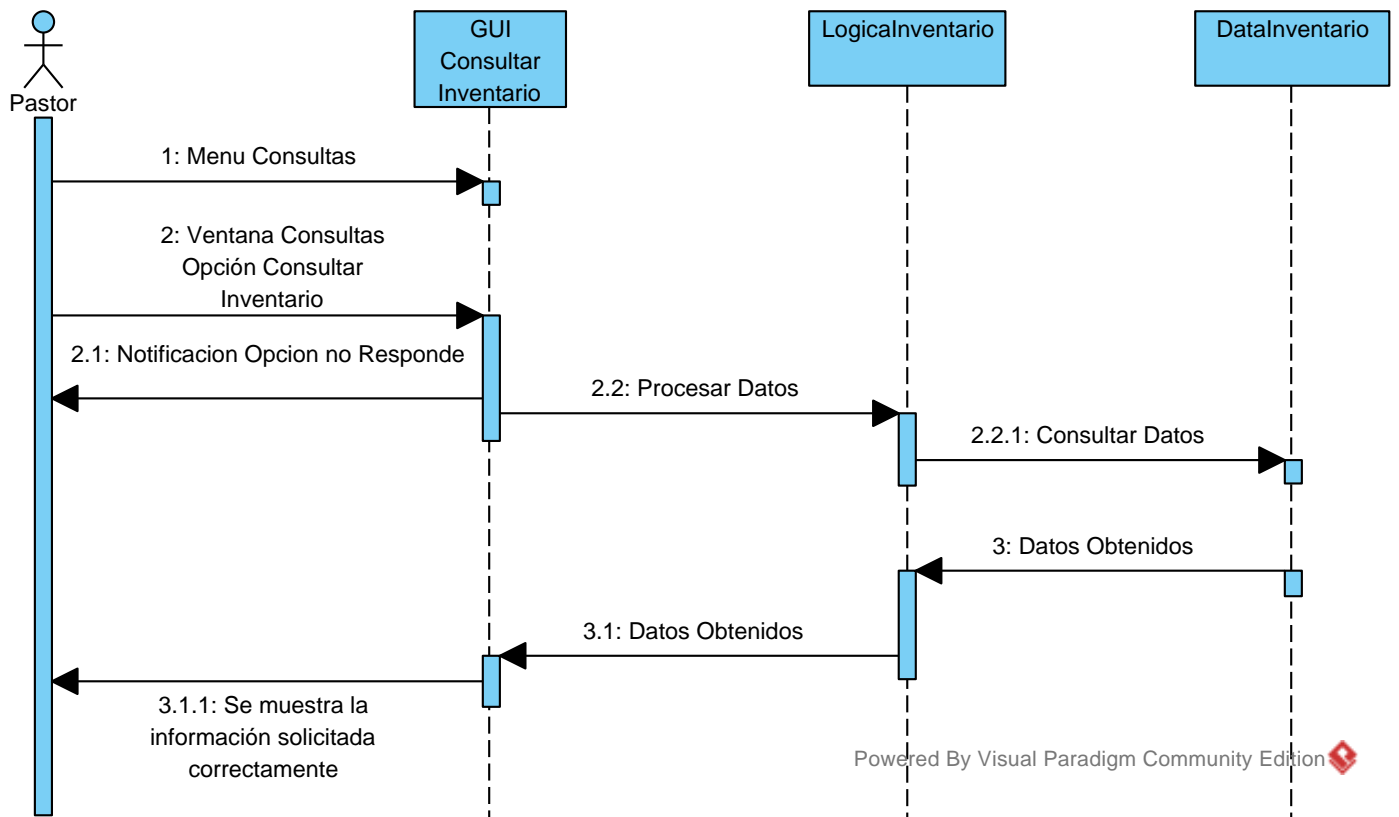 Pastor
GUI
Consultar
Inventario
LogicaInventario
DataInventario
1: Menu Consultas
2: Ventana Consultas
Opción Consultar
Inventario
2.1: Notificacion Opcion no Responde
2.2: Procesar Datos
2.2.1: Consultar Datos
3: Datos Obtenidos
3.1: Datos Obtenidos
3.1.1: Se muestra la
información solicitada
correctamente
Powered By Visual Paradigm Community Edition